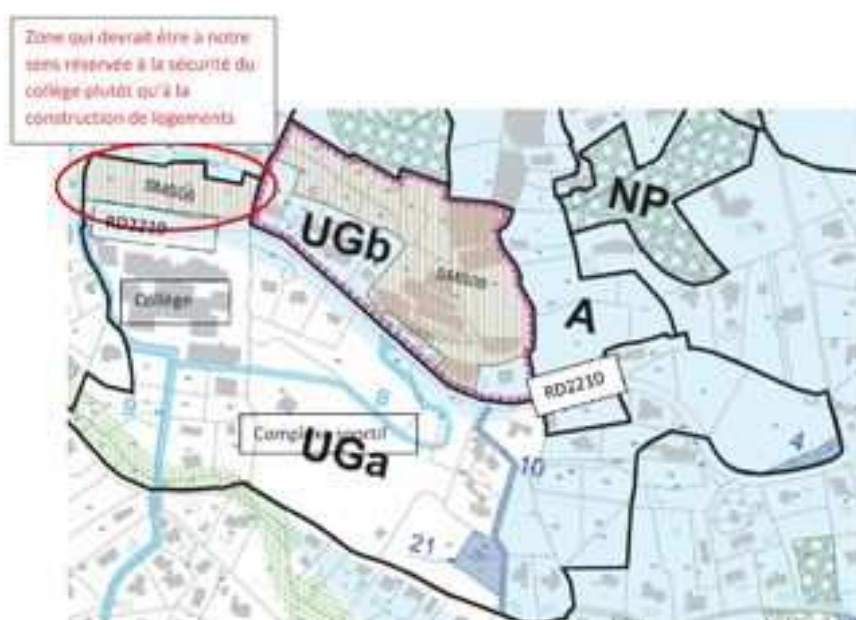 Zone qui devrait être à notre
sens réservée à la sécurité du
collège plutôt qu'à la
construction de logements
RD2210
UGb
NP
Collège
A
RD2210
9
8
Complexe sportif
UGa
10
4
21